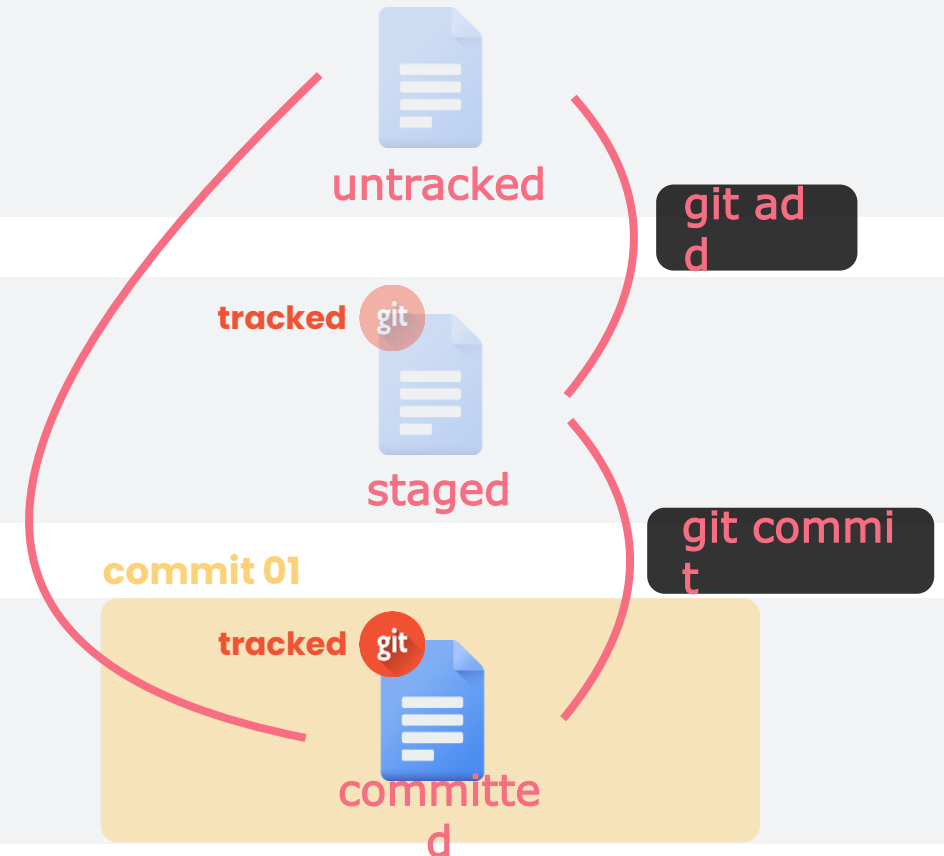 untracked
git ad
d
tracked
git
staged
git commi
t
commit 01
tracked
git
committe
d